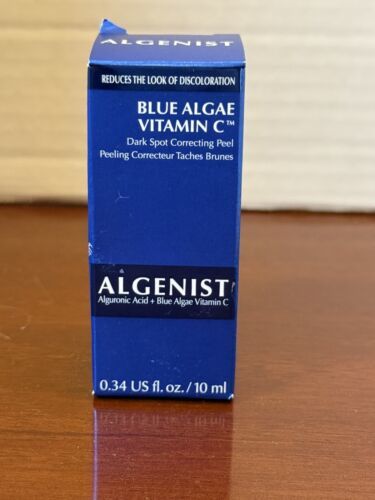 ALGENIST
REDUCES THE LOOK OF DISCOLORATION
BLUE ALGAE
VITAMIN C™
Dark Spot Correcting Peel
Peeling Correcteur Taches Brunes
ALGENIST
Alguronic Acid + Blue Algae Vitamin C
0.34 US fl. oz. / 10 ml